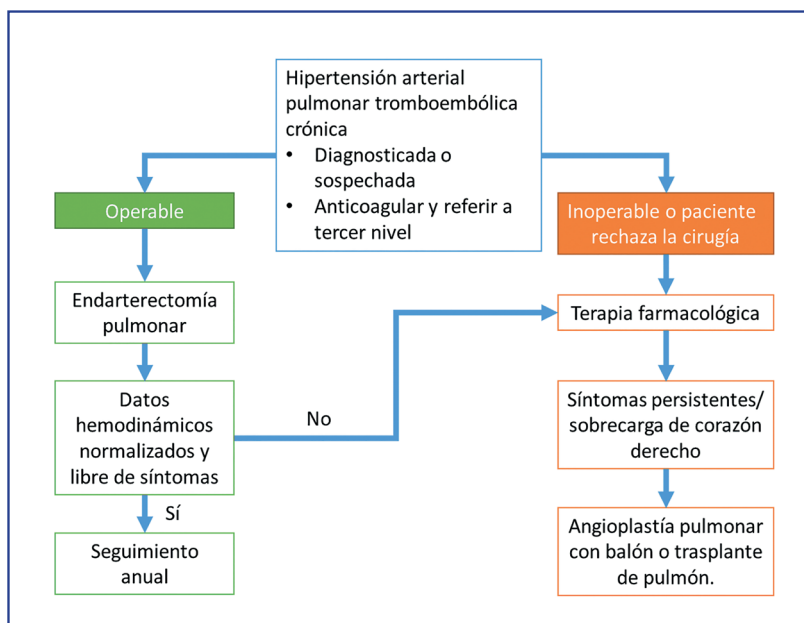 Hipertensión arterial
pulmonar tromboembólica
crónica
• Diagnosticada o
sospechada
• Anticoagular y referir a
tercer nivel
Operable
Inoperable o paciente
rechaza la cirugía
Endarterectomía
pulmonar
Terapia farmacológica
Datos
hemodinámicos
normalizados y
libre de síntomas
No
Síntomas persistentes/
sobrecarga de corazón
derecho
Sí
Seguimiento
anual
Angioplastía pulmonar
con balón o trasplante
de pulmón.